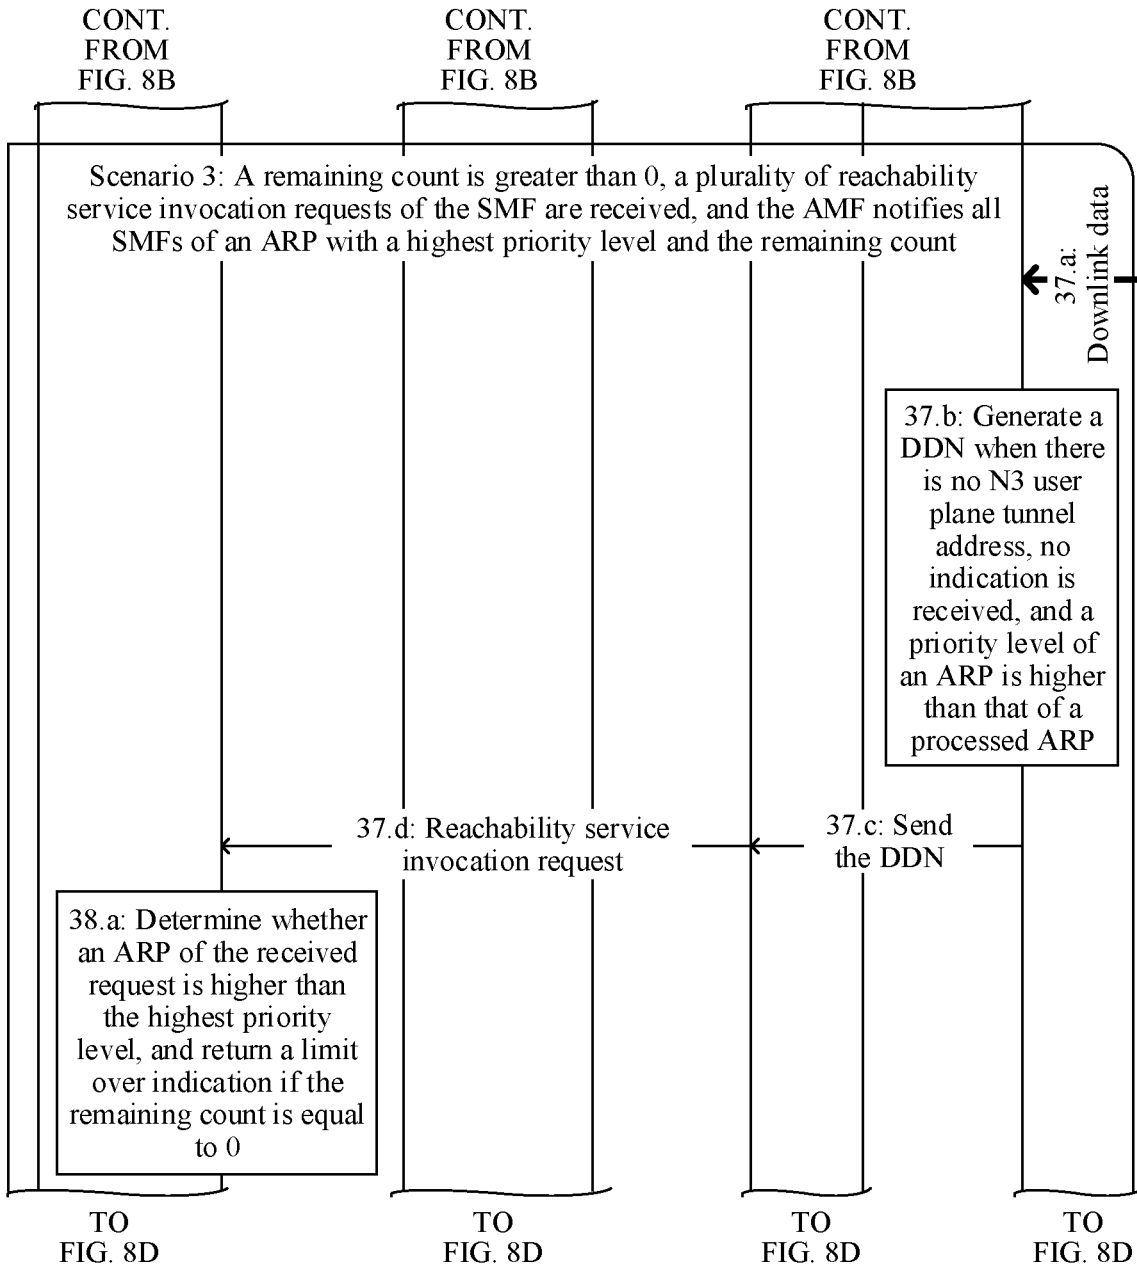 CONT.
FROM
FIG. 8B
CONT.
FROM
FIG. 8B
CONT.
FROM
FIG. 8B
Scenario 3: A remaining count is greater than 0, a plurality of reachability
service invocation requests of the SMF are received, and the AMF notifies all
SMFs of an ARP with a highest priority level and the remaining count
37.a:
Downlink data
37.b: Generate a
DDN when there
is no N3 user
plane tunnel
address, no
indication is
received, and a
priority level of
an ARP is higher
than that of a
processed ARP
37.d: Reachability service
invocation request
37.c: Send
the DDN
38.a: Determine whether
an ARP of the received
request is higher than
the highest priority
level, and return a limit
over indication if the
remaining count is equal
to 0
TO
FIG. 8D
TO
FIG. 8D
TO
FIG. 8D
TO
FIG. 8D